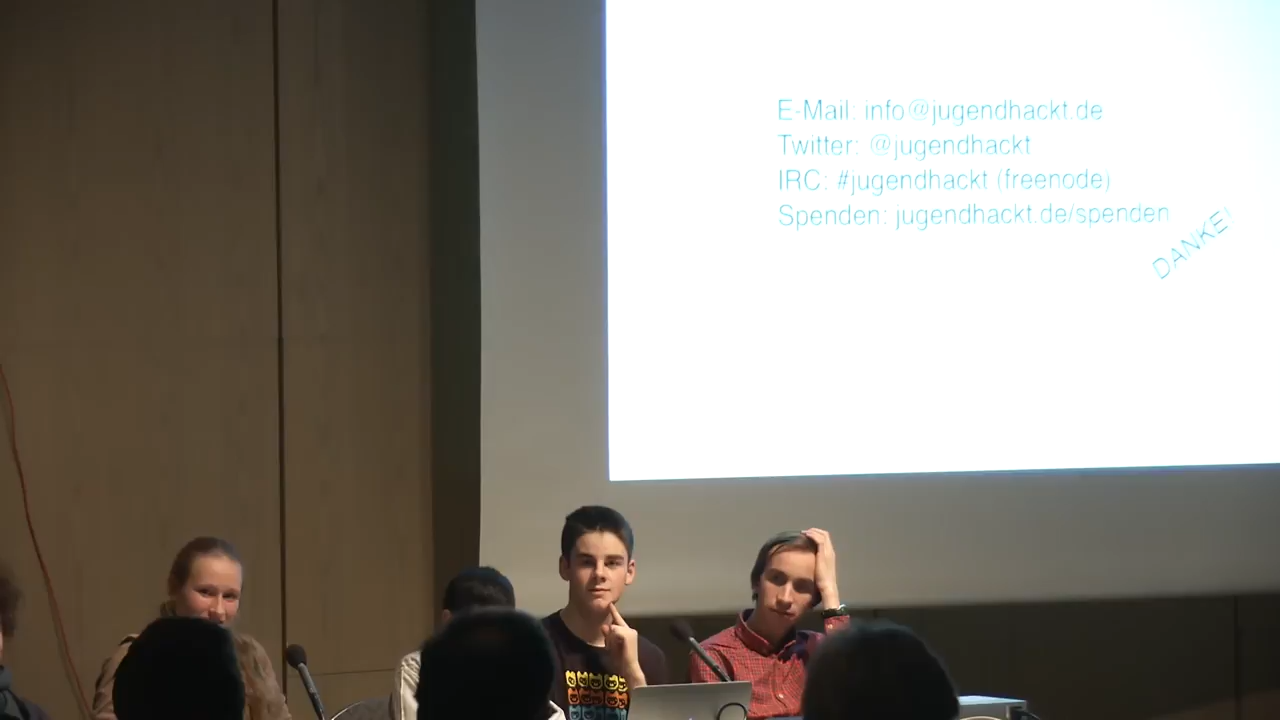 E-Mail: info@jugendhackt.de
Twitter: @jugendhackt
IRC: #jugendhackt (freenode)
Spenden: jugendhackt.de/spenden
DANKE!